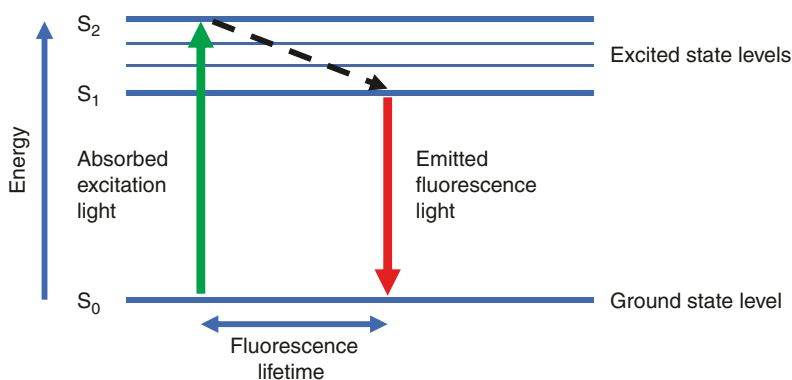 S2
Excited state levels
S1
Energy
Absorbed
excitation
light
Emitted
fluorescence
light
S0
Ground state level
Fluorescence
lifetime